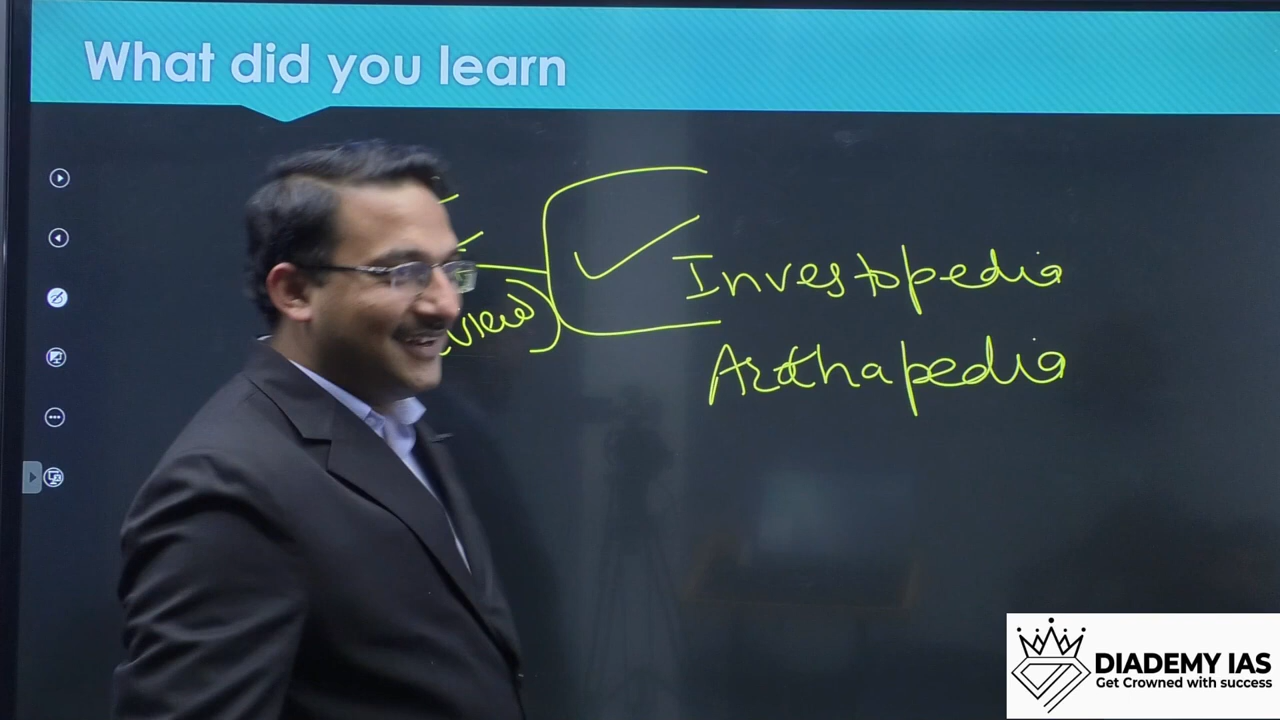 What did you learn
Investopedia
Arthapedia
DIADEMY IAS
Get Crowned with success